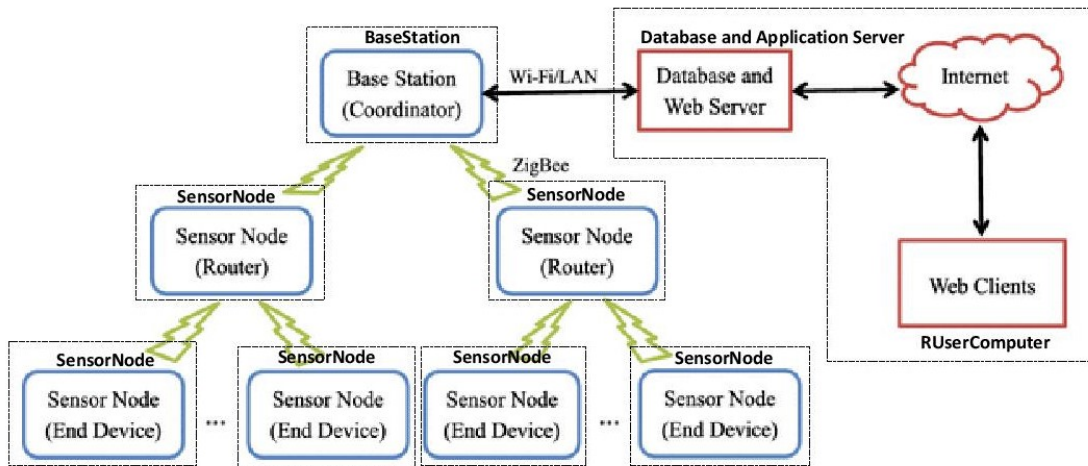 BaseStation
Base Station
(Coordinator)
Wi-Fi/LAN
Database and Application Server
Database and
Web Server
Internet
ZigBee
SensorNode
Sensor Node
(Router)
SensorNode
Sensor Node
(Router)
Web Clients
RUserComputer
SensorNode
Sensor Node
(End Device)
...
SensorNode
Sensor Node
(End Device)
SensorNode
Sensor Node
(End Device)
...
SensorNode
Sensor Node
(End Device)